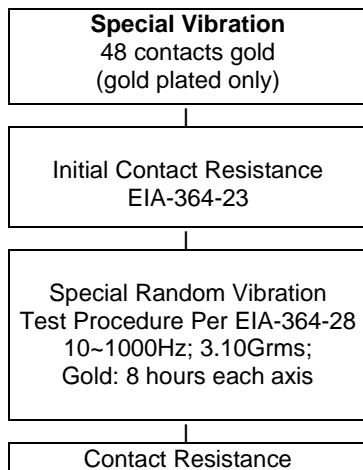 Special Vibration
48 contacts gold
(gold plated only)
Initial Contact Resistance
EIA-364-23
Special Random Vibration
Test Procedure Per EIA-364-28
10~1000Hz; 3.10Grms;
Gold: 8 hours each axis
Contact Resistance